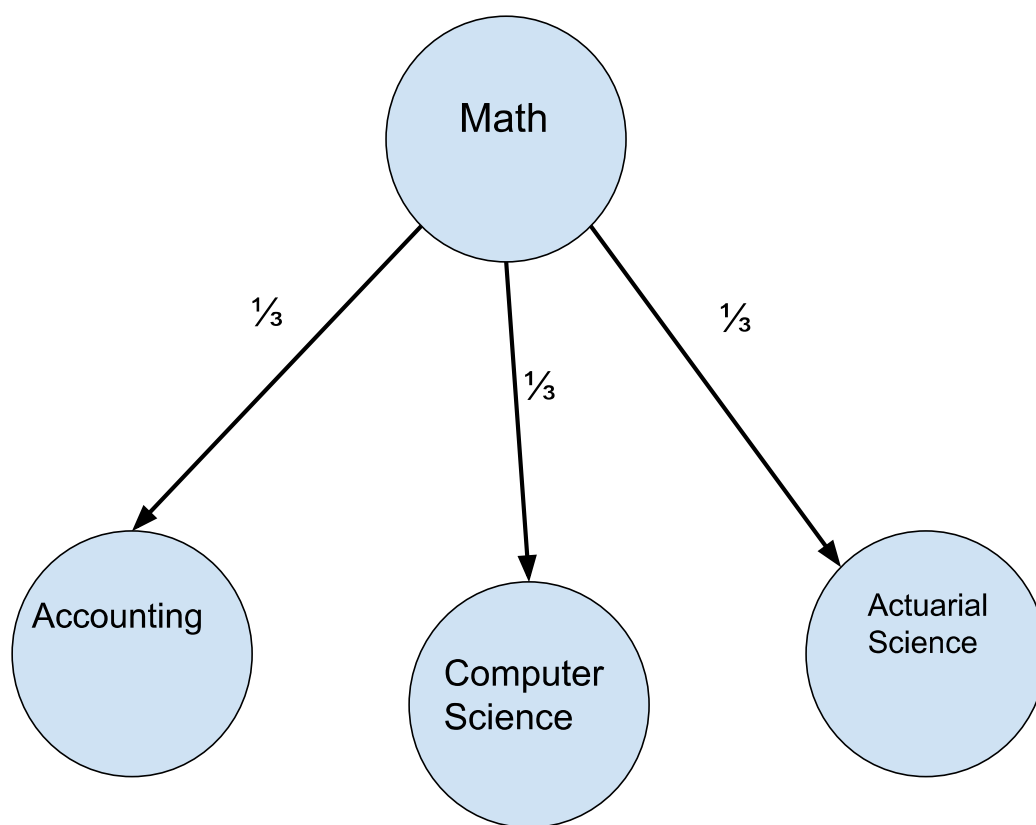 Math
⅓
⅓
⅓
Accounting
Computer
Science
Actuarial
Science